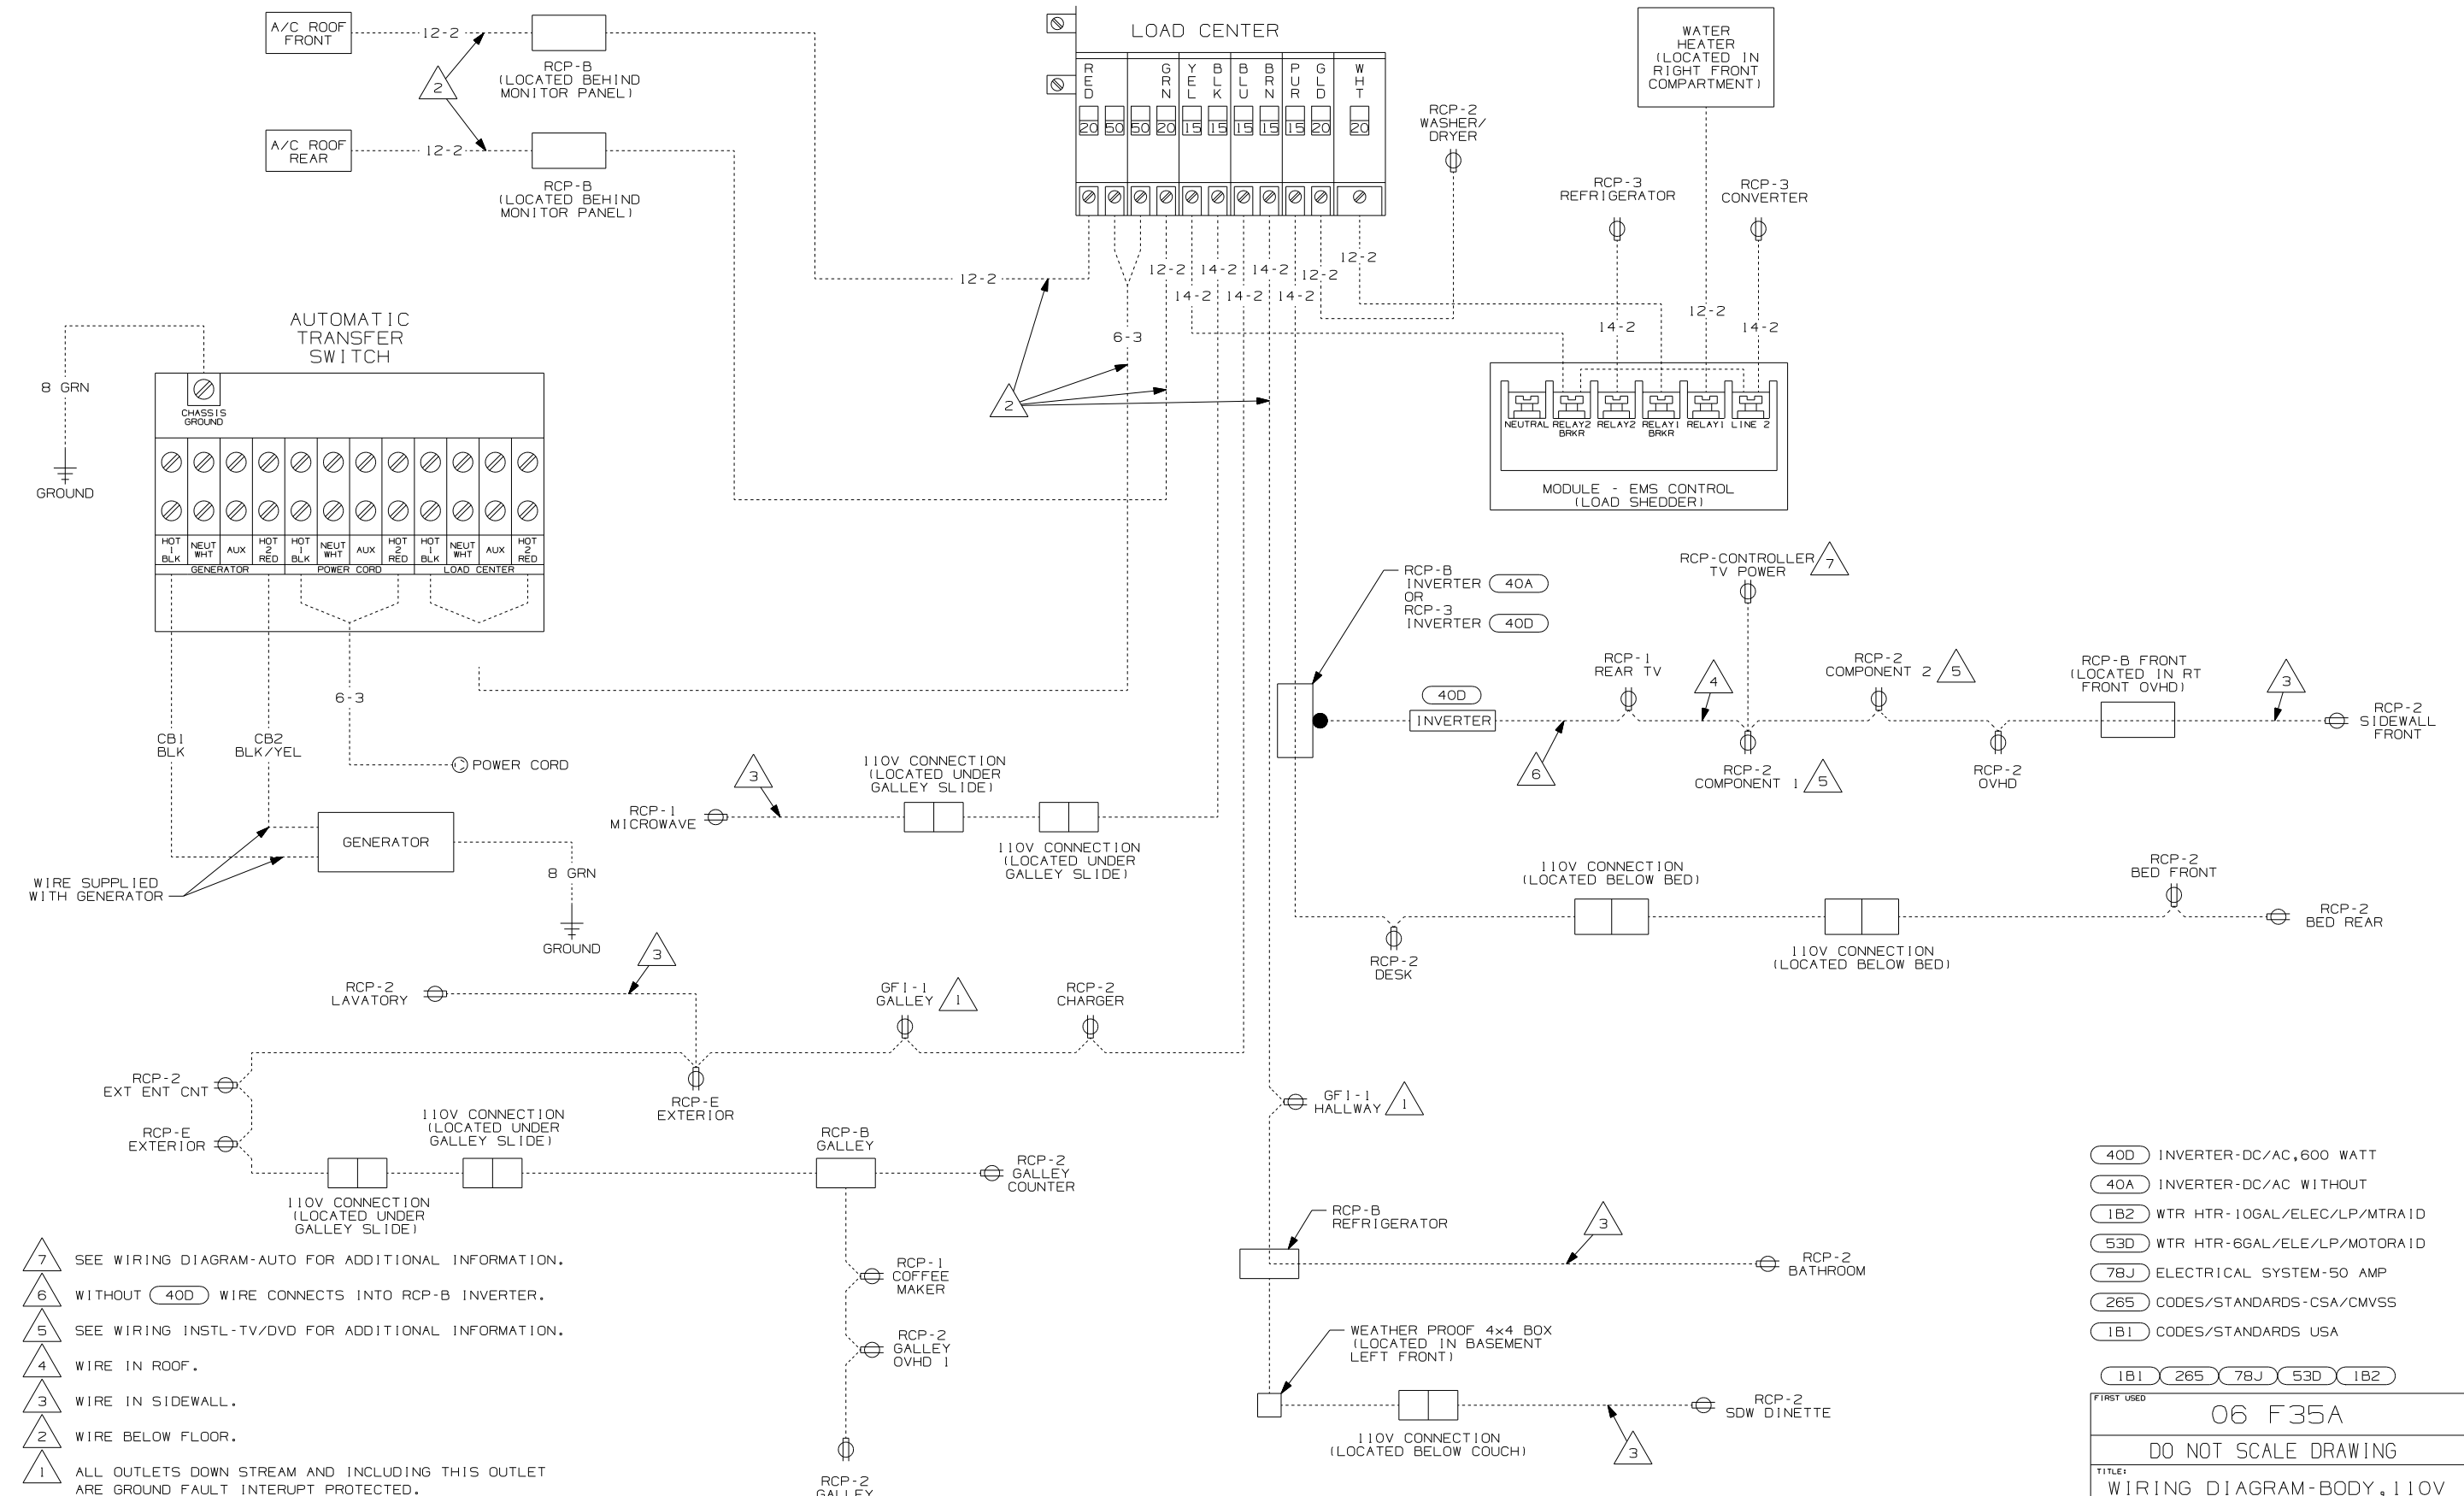 A/C ROOF
FRONT
12-2
RCP-B
(LOCATED BEHIND
MONITOR PANEL)
2
A/C ROOF
REAR
12-2
RCP-B
(LOCATED BEHIND
MONITOR PANEL)
LOAD CENTER
RED
GRN
YEL
BLK
BLU
BRN
PUR
GLD
WHT
20
50
50
20
15
15
15
15
15
20
20
RCP-2
WASHER/
DRYER
WATER
HEATER
(LOCATED IN
RIGHT FRONT
COMPARTMENT)
RCP-3
REFRIGERATOR
RCP-3
CONVERTER
12-2
12-2
14-2
14-2
12-2
12-2
14-2
14-2
14-2
6-3
2
14-2
12-2
14-2
NEUTRAL
RELAY2
BRKR
RELAY2
RELAY1
BRKR
RELAY1
LINE 2
MODULE - EMS CONTROL
(LOAD SHEDDER)
AUTOMATIC
TRANSFER
SWITCH
8 GRN
GROUND
CHASSIS
GROUND
HOT
1
BLK
NEUT
WHT
AUX
HOT
2
RED
HOT
1
BLK
NEUT
WHT
AUX
HOT
2
RED
HOT
1
BLK
NEUT
WHT
AUX
HOT
2
RED
GENERATOR
POWER CORD
LOAD CENTER
CB1
BLK
CB2
BLK/YEL
6-3
POWER CORD
GENERATOR
WIRE SUPPLIED
WITH GENERATOR
8 GRN
GROUND
RCP-B
INVERTER 40A
OR
RCP-3
INVERTER 40D
40D
INVERTER
6
RCP-1
REAR TV
4
RCP-CONTROLLER
TV POWER
7
RCP-2
COMPONENT 1
5
RCP-2
COMPONENT 2
5
RCP-2
OVHD
RCP-B FRONT
(LOCATED IN RT
FRONT OVHD)
3
RCP-2
SIDEWALL
FRONT
RCP-1
MICROWAVE
3
110V CONNECTION
(LOCATED UNDER
GALLEY SLIDE)
110V CONNECTION
(LOCATED UNDER
GALLEY SLIDE)
RCP-2
DESK
110V CONNECTION
(LOCATED BELOW BED)
110V CONNECTION
(LOCATED BELOW BED)
RCP-2
BED FRONT
RCP-2
BED REAR
RCP-2
LAVATORY
3
GFI-1
GALLEY
1
RCP-2
CHARGER
RCP-2
EXT ENT CNT
RCP-E
EXTERIOR
RCP-E
EXTERIOR
110V CONNECTION
(LOCATED UNDER
GALLEY SLIDE)
110V CONNECTION
(LOCATED UNDER
GALLEY SLIDE)
RCP-B
GALLEY
RCP-2
GALLEY
COUNTER
RCP-1
COFFEE
MAKER
RCP-2
GALLEY
OVHD 1
RCP-2
GALLEY
GFI-1
HALLWAY
1
RCP-B
REFRIGERATOR
3
RCP-2
BATHROOM
WEATHER PROOF 4x4 BOX
(LOCATED IN BASEMENT
LEFT FRONT)
110V CONNECTION
(LOCATED BELOW COUCH)
3
RCP-2
SDW DINETTE
7 SEE WIRING DIAGRAM-AUTO FOR ADDITIONAL INFORMATION.
6 WITHOUT 40D WIRE CONNECTS INTO RCP-B INVERTER.
5 SEE WIRING INSTL-TV/DVD FOR ADDITIONAL INFORMATION.
4 WIRE IN ROOF.
3 WIRE IN SIDEWALL.
2 WIRE BELOW FLOOR.
1 ALL OUTLETS DOWN STREAM AND INCLUDING THIS OUTLET
ARE GROUND FAULT INTERUPT PROTECTED.
40D INVERTER-DC/AC,600 WATT
40A INVERTER-DC/AC WITHOUT
1B2 WTR HTR-10GAL/ELEC/LP/MTRAID
53D WTR HTR-6GAL/ELE/LP/MOTORAID
78J ELECTRICAL SYSTEM-50 AMP
265 CODES/STANDARDS-CSA/CMVSS
1B1 CODES/STANDARDS USA
1B1 265 78J 53D 1B2
FIRST USED
06 F35A
DO NOT SCALE DRAWING
TITLE:
WIRING DIAGRAM-BODY,110V